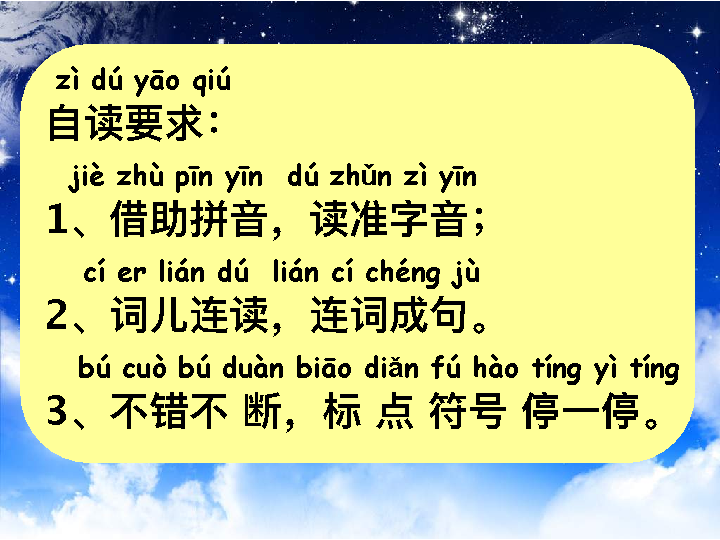 zì dú yāo qiú
自读要求：
jiè zhù pīn yīn dú zhǔn zì yīn
1、借助拼音，读准字音；
cí er lián dú lián cí chéng jù
2、词儿连读，连词成句。
bú cuò bú duàn biāo diǎn fú hào tíng yì tíng
3、不错不 断，标 点 符号 停一停。